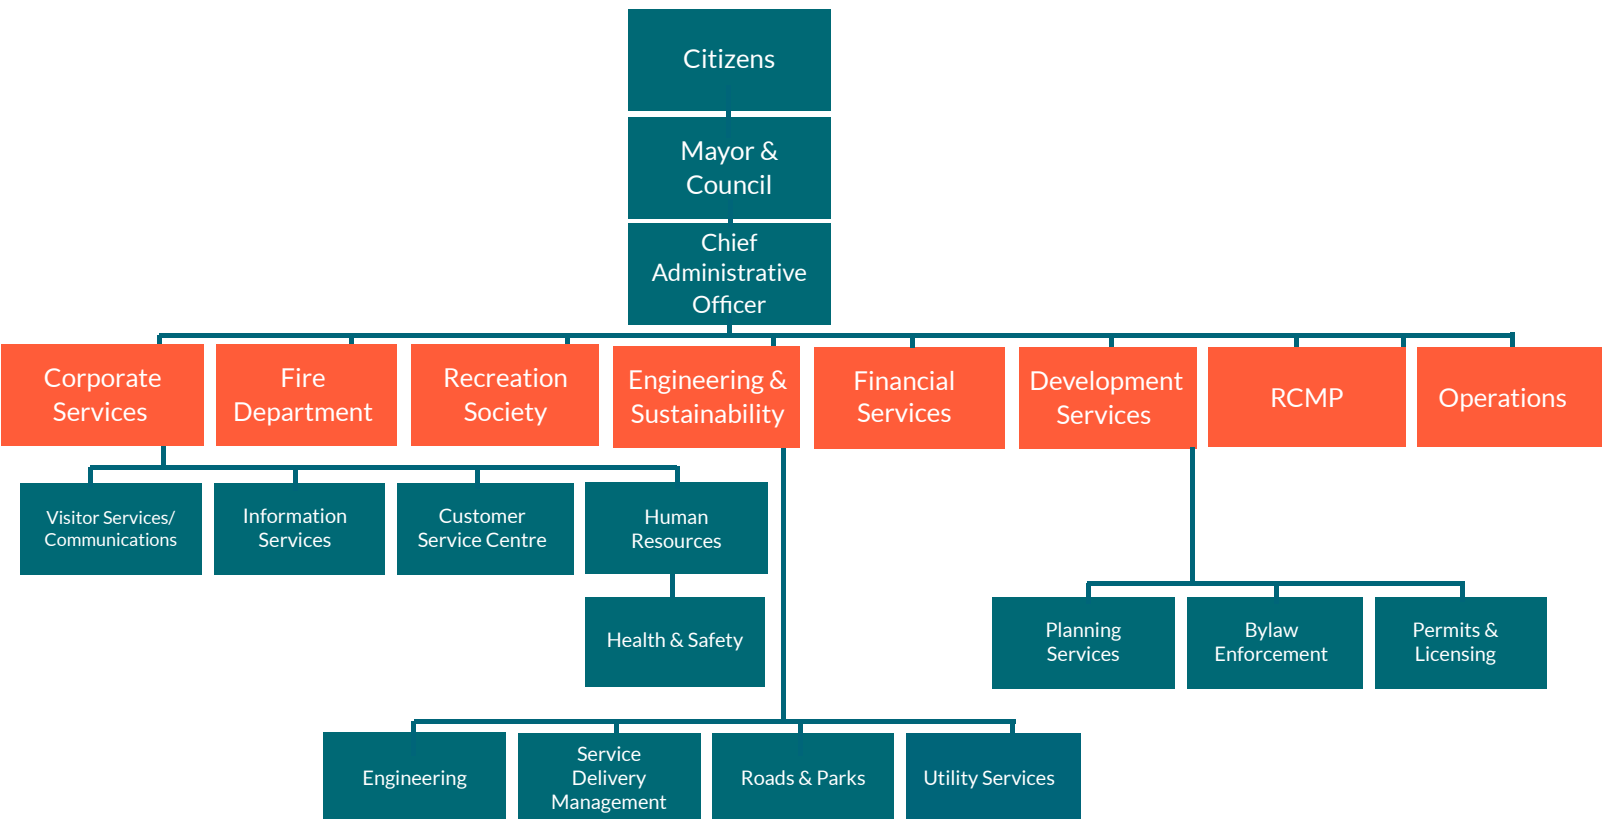 Citizens
Mayor &
Council
Chief
Administrative
Officer
Corporate
Services
Fire
Department
Recreation
Society
Engineering &
Sustainability
Financial
Services
Development
Services
RCMP
Operations
Visitor Services/
Communications
Information
Services
Customer
Service Centre
Human
Resources
Health & Safety
Planning
Services
Bylaw
Enforcement
Permits &
Licensing
Engineering
Service
Delivery
Management
Roads & Parks
Utility Services